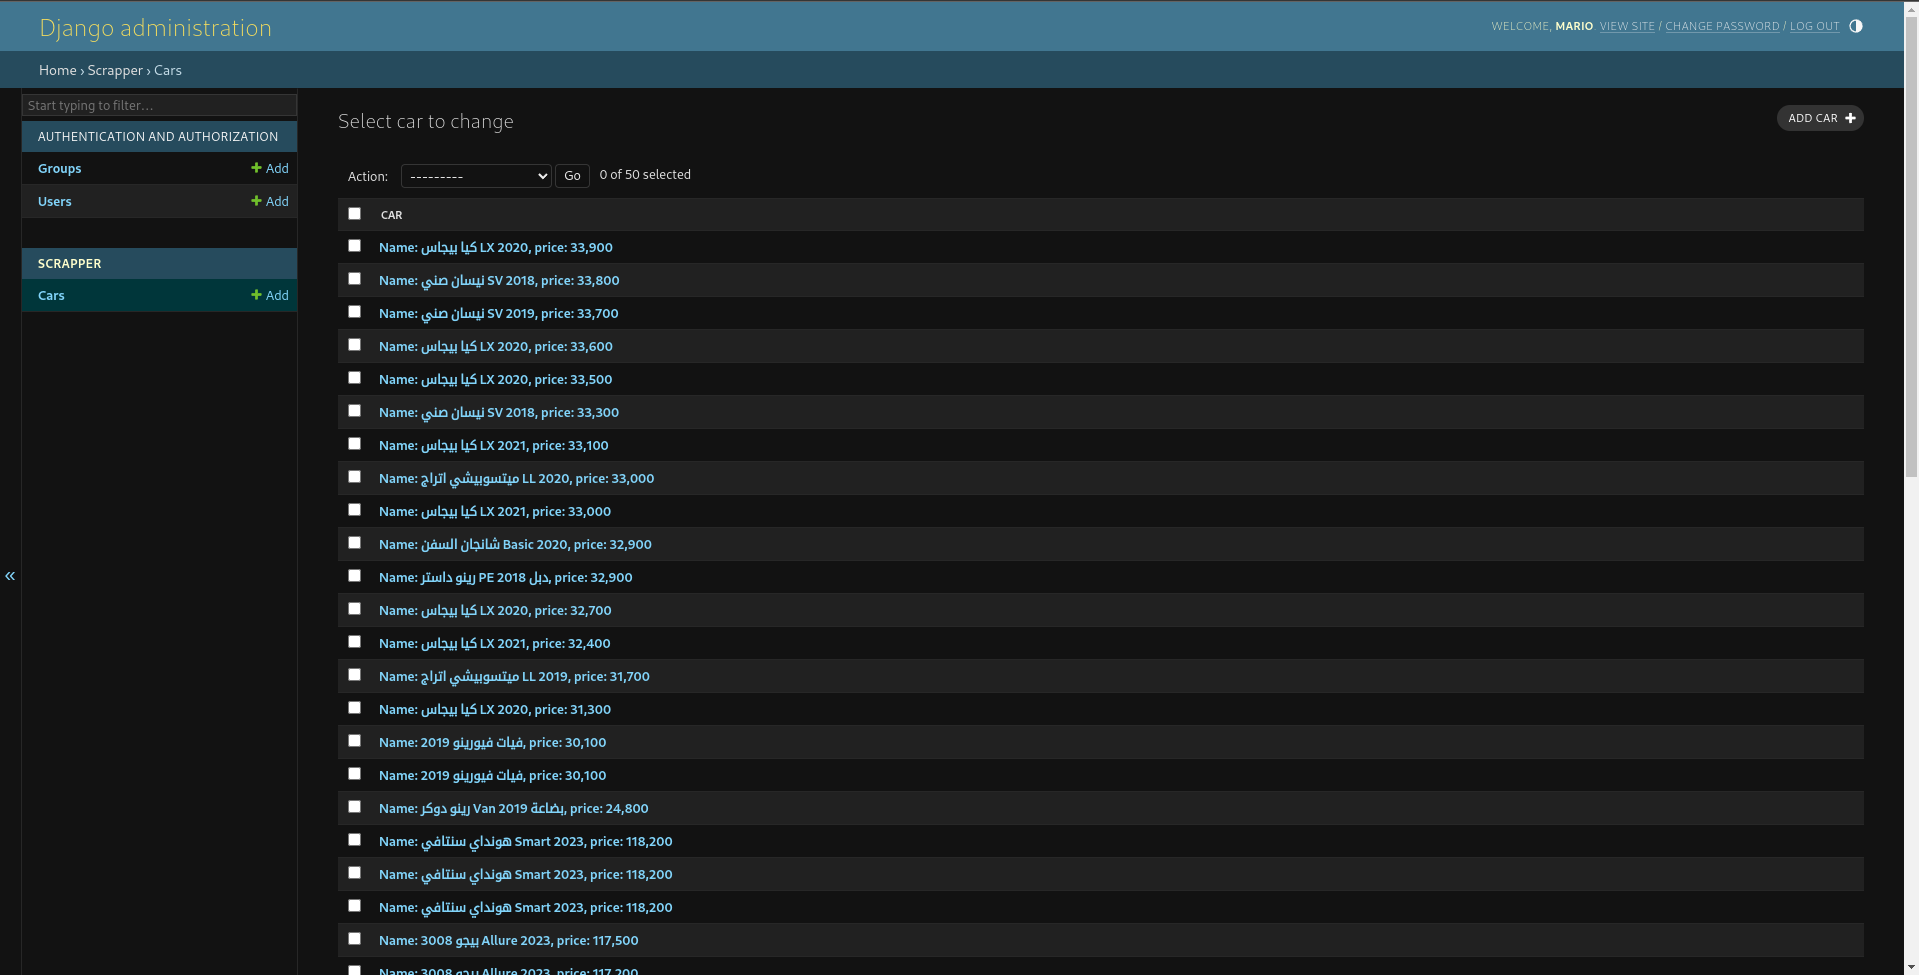 Django administration
WELCOME, MARIO VIEW SITE / CHANGE PASSWORD / LOG OUT
Home › Scrapper › Cars
Start typing to filter...
AUTHENTICATION AND AUTHORIZATION
Groups + Add
Users + Add
SCRAPPER
Cars + Add
«
Select car to change
ADD CAR +
Action: --------- Go 0 of 50 selected
CAR
Name: كيا بيجاس LX 2020, price: 33,900
Name: نيسان صني SV 2018, price: 33,800
Name: نيسان صني SV 2019, price: 33,700
Name: كيا بيجاس LX 2020, price: 33,600
Name: كيا بيجاس LX 2020, price: 33,500
Name: نيسان صني SV 2018, price: 33,300
Name: كيا بيجاس LX 2021, price: 33,100
Name: ميتسوبيشي اتراج LL 2020, price: 33,000
Name: كيا بيجاس LX 2021, price: 33,000
Name: شانجان السفن Basic 2020, price: 32,900
Name: رينو داستر PE 2018 دبل, price: 32,900
Name: كيا بيجاس LX 2020, price: 32,700
Name: كيا بيجاس LX 2021, price: 32,400
Name: ميتسوبيشي اتراج LL 2019, price: 31,700
Name: كيا بيجاس LX 2020, price: 31,300
Name: فيات فيورينو 2019, price: 30,100
Name: فيات فيورينو 2019, price: 30,100
Name: رينو دوكر Van 2019 بضاعة, price: 24,800
Name: هونداي سنتافي Smart 2023, price: 118,200
Name: هونداي سنتافي Smart 2023, price: 118,200
Name: هونداي سنتافي Smart 2023, price: 118,200
Name: بيجو 3008 Allure 2023, price: 117,500
Name: بيجو 3008 Allure 2023, price: 117,200